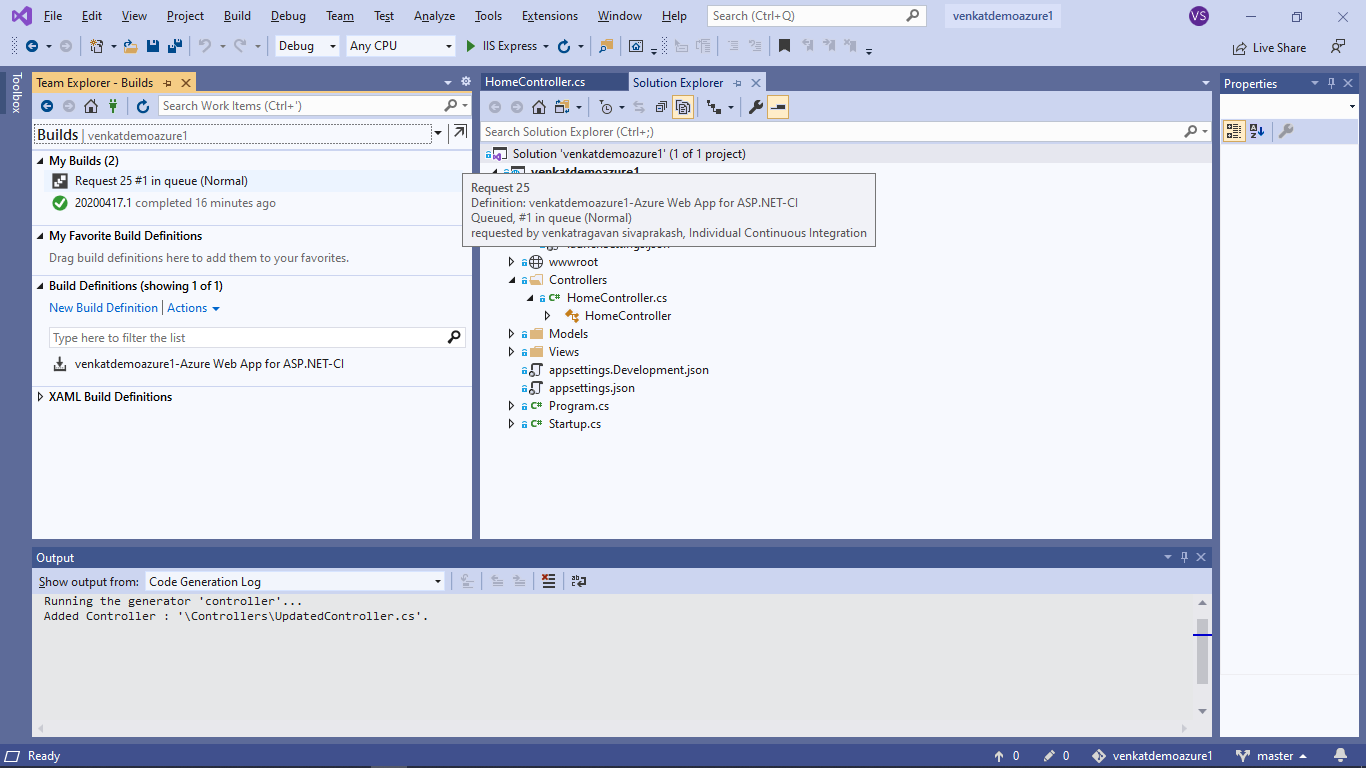 File Edit View Project Build Debug Team Test Analyze Tools Extensions Window Help Search (Ctrl+Q) venkatdemoazure1 VS
Debug Any CPU IIS Express Live Share
Toolbox
Team Explorer - Builds
Search Work Items (Ctrl+')
Builds | venkatdemoazure1
My Builds (2)
Request 25 #1 in queue (Normal)
20200417.1 completed 16 minutes ago
My Favorite Build Definitions
Drag build definitions here to add them to your favorites.
Build Definitions (showing 1 of 1)
New Build Definition | Actions
Type here to filter the list
venkatdemoazure1-Azure Web App for ASP.NET-CI
XAML Build Definitions
HomeController.cs Solution Explorer
Search Solution Explorer (Ctrl+;)
Solution 'venkatdemoazure1' (1 of 1 project)
venkatdemoazure1
Request 25
Definition: venkatdemoazure1-Azure Web App for ASP.NET-CI
Queued, #1 in queue (Normal)
requested by venkatragavan sivaprakash, Individual Continuous Integration
launchSettings.json
wwwroot
Controllers
C# HomeController.cs
HomeController
Models
Views
appsettings.Development.json
appsettings.json
C# Program.cs
C# Startup.cs
Properties
Output
Show output from: Code Generation Log
Running the generator 'controller'...
Added Controller : '\Controllers\UpdatedController.cs'.
Ready 0 0 venkatdemoazure1 master